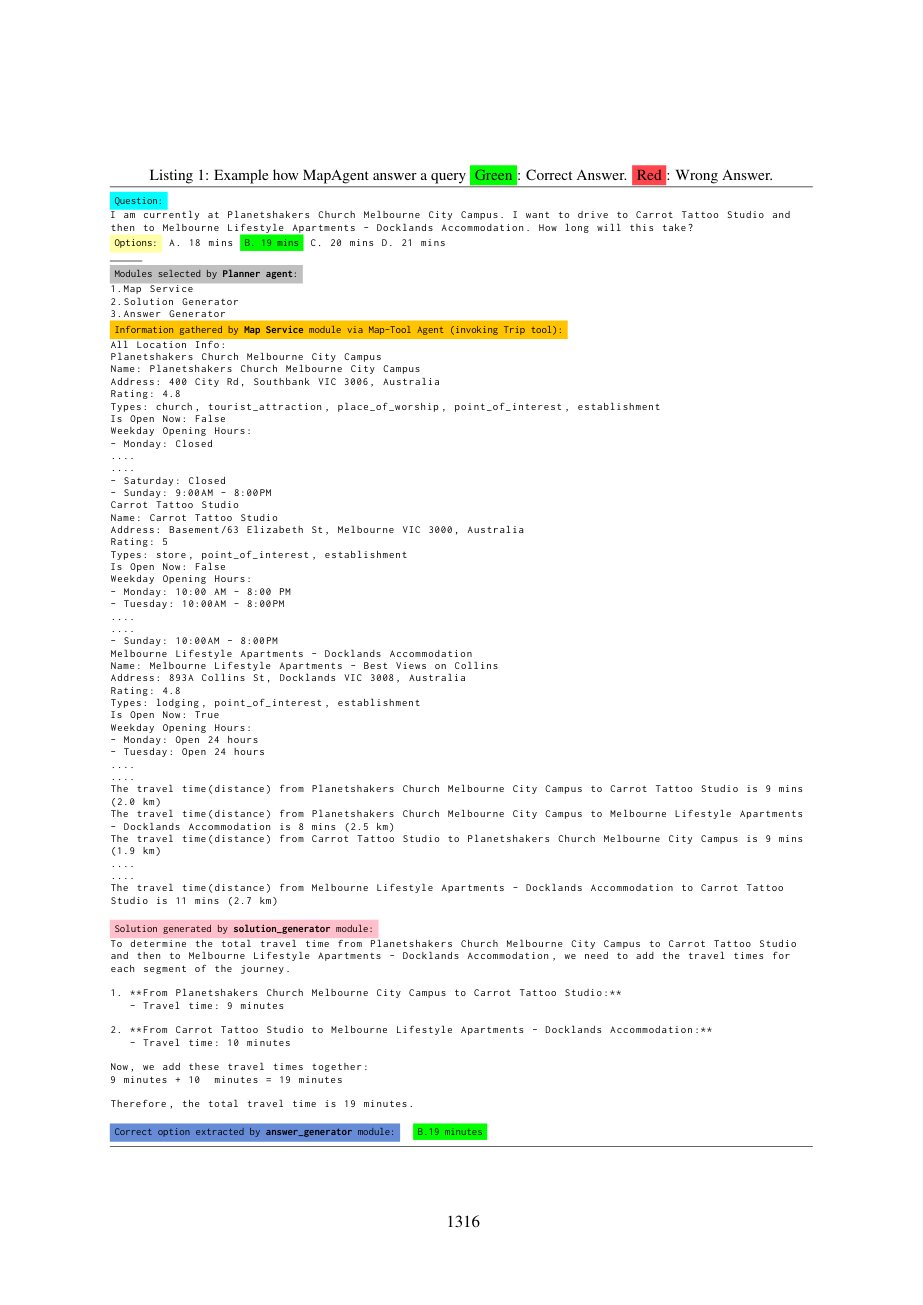 Listing 1: Example how MapAgent answer a query Green : Correct Answer. Red : Wrong Answer.
Question:
I am currently at Planetshakers Church Melbourne City Campus. I want to drive to Carrot Tattoo Studio and
then to Melbourne Lifestyle Apartments - Docklands Accommodation. How long will this take?
Options: A. 18 mins B. 19 mins C. 20 mins D. 21 mins
Modules selected by Planner agent:
1.Map Service
2.Solution Generator
3.Answer Generator
Information gathered by Map Service module via Map-Tool Agent (invoking Trip tool):
All Location Info:
Planetshakers Church Melbourne City Campus
Name: Planetshakers Church Melbourne City Campus
Address: 400 City Rd, Southbank VIC 3006, Australia
Rating: 4.8
Types: church, tourist_attraction, place_of_worship, point_of_interest, establishment
Is Open Now: False
Weekday Opening Hours:
- Monday: Closed
....
....
- Saturday: Closed
- Sunday: 9:00AM - 8:00PM
Carrot Tattoo Studio
Name: Carrot Tattoo Studio
Address: Basement/63 Elizabeth St, Melbourne VIC 3000, Australia
Rating: 5
Types: store, point_of_interest, establishment
Is Open Now: False
Weekday Opening Hours:
- Monday: 10:00 AM - 8:00 PM
- Tuesday: 10:00AM - 8:00PM
....
....
- Sunday: 10:00AM - 8:00PM
Melbourne Lifestyle Apartments - Docklands Accommodation
Name: Melbourne Lifestyle Apartments - Best Views on Collins
Address: 893A Collins St, Docklands VIC 3008, Australia
Rating: 4.8
Types: lodging, point_of_interest, establishment
Is Open Now: True
Weekday Opening Hours:
- Monday: Open 24 hours
- Tuesday: Open 24 hours
....
....
The travel time(distance) from Planetshakers Church Melbourne City Campus to Carrot Tattoo Studio is 9 mins
(2.0 km)
The travel time(distance) from Planetshakers Church Melbourne City Campus to Melbourne Lifestyle Apartments
- Docklands Accommodation is 8 mins (2.5 km)
The travel time(distance) from Carrot Tattoo Studio to Planetshakers Church Melbourne City Campus is 9 mins
(1.9 km)
....
....
The travel time(distance) from Melbourne Lifestyle Apartments - Docklands Accommodation to Carrot Tattoo
Studio is 11 mins (2.7 km)
Solution generated by solution_generator module:
To determine the total travel time from Planetshakers Church Melbourne City Campus to Carrot Tattoo Studio
and then to Melbourne Lifestyle Apartments - Docklands Accommodation, we need to add the travel times for
each segment of the journey.
1. **From Planetshakers Church Melbourne City Campus to Carrot Tattoo Studio:**
- Travel time: 9 minutes
2. **From Carrot Tattoo Studio to Melbourne Lifestyle Apartments - Docklands Accommodation:**
- Travel time: 10 minutes
Now, we add these travel times together:
9 minutes + 10 minutes = 19 minutes
Therefore, the total travel time is 19 minutes.
Correct option extracted by answer_generator module: B.19 minutes
1316